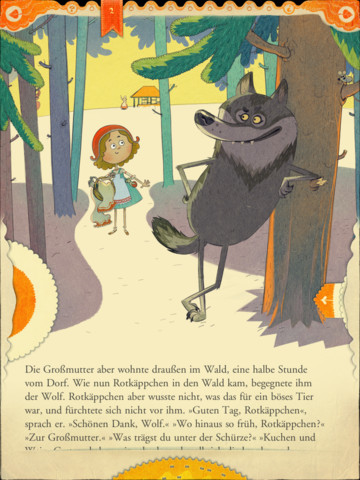 2
Die Großmutter aber wohnte draußen im Wald, eine halbe Stunde
vom Dorf. Wie nun Rotkäppchen in den Wald kam, begegnete ihm
der Wolf. Rotkäppchen aber wusste nicht, was das für ein böses Tier
war, und fürchtete sich nicht vor ihm. »Guten Tag, Rotkäppchen«,
sprach er. »Schönen Dank, Wolf.« »Wo hinaus so früh, Rotkäppchen?«
»Zur Großmutter.« »Was trägst du unter der Schürze?« »Kuchen und